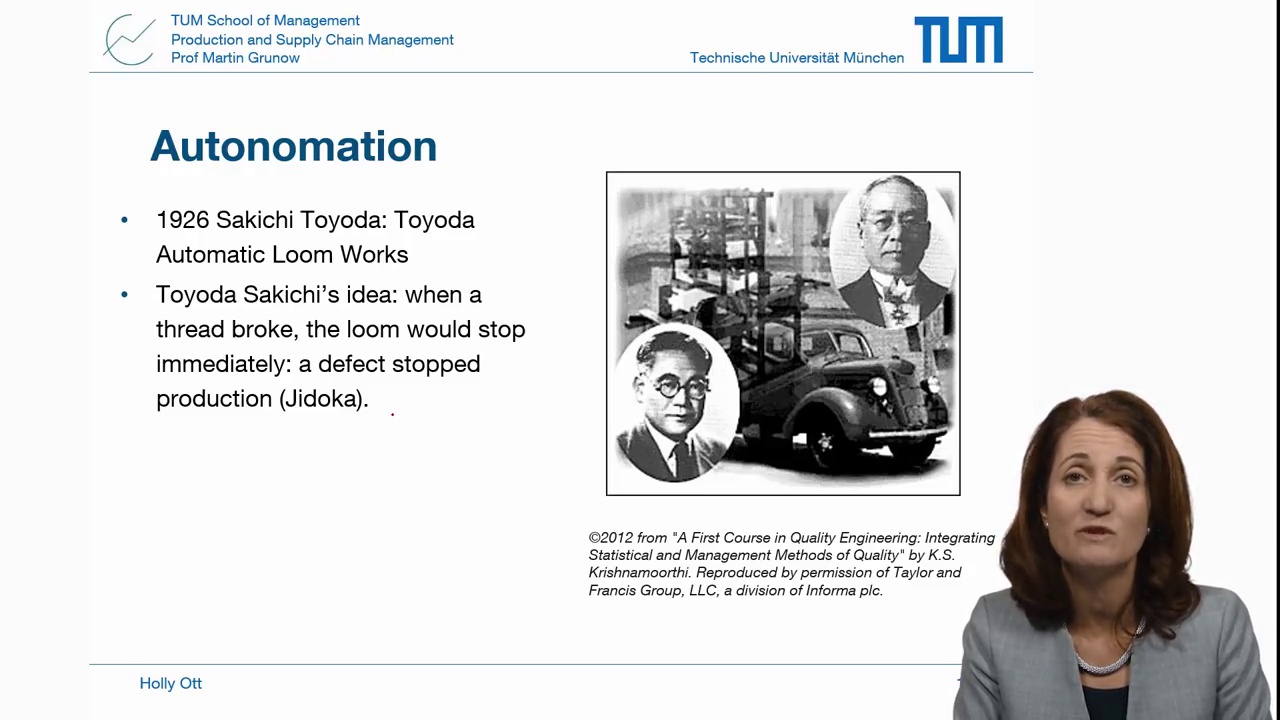 TUM School of Management
Production and Supply Chain Management
Prof Martin Grunow
Technische Universität München
TUM
Autonomation
• 1926 Sakichi Toyoda: Toyoda
Automatic Loom Works
• Toyoda Sakichi's idea: when a
thread broke, the loom would stop
immediately: a defect stopped
production (Jidoka).
©2012 from "A First Course in Quality Engineering: Integrating
Statistical and Management Methods of Quality" by K.S.
Krishnamoorthi. Reproduced by permission of Taylor and
Francis Group, LLC, a division of Informa plc.
Holly Ott